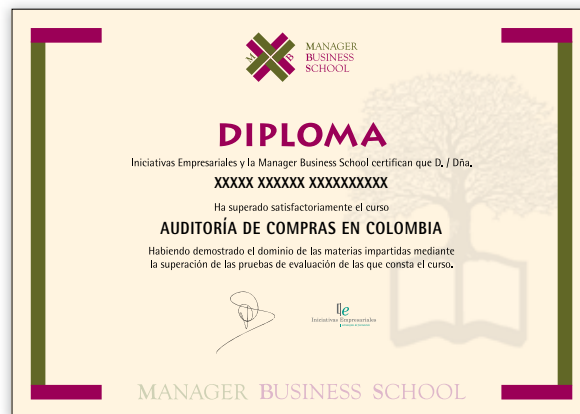 M B
MANAGER
BUSINESS
SCHOOL
DIPLOMA
Iniciativas Empresariales y la Manager Business School certifican que D. / Dña.
XXXXX XXXXXX XXXXXXXXXX
Ha superado satisfactoriamente el curso
AUDITORÍA DE COMPRAS EN COLOMBIA
Habiendo demostrado el dominio de las materias impartidas mediante
la superación de las pruebas de evaluación de las que consta el curso.
Iniciativas Empresariales
MANAGER BUSINESS SCHOOL